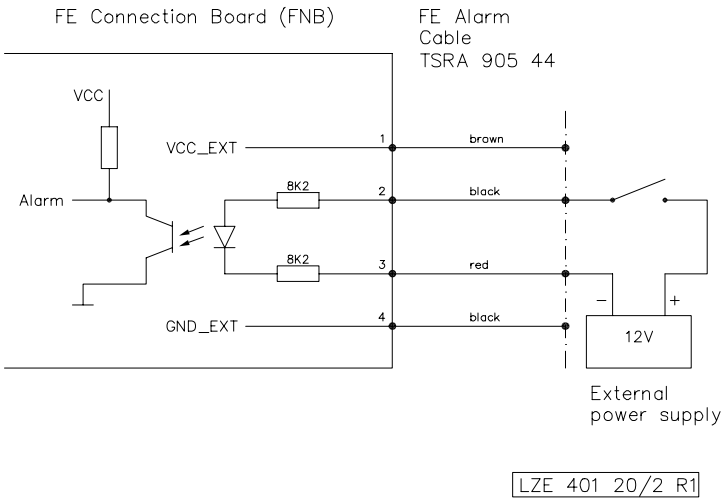 FE Connection Board (FNB)
FE Alarm
Cable
TSRA 905 44
VCC
VCC_EXT
1
brown
Alarm
8K2
2
black
8K2
3
red
GND_EXT
4
black
- +
12V
External
power supply
LZE 401 20/2 R1